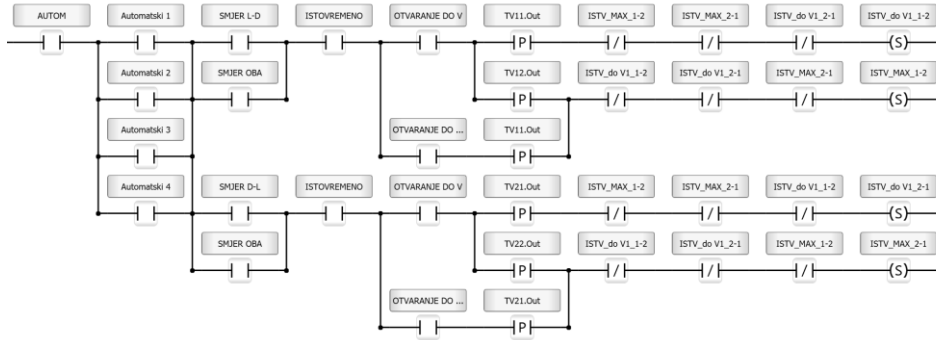 AUTOM Automatski 1 SMJER L-D ISTOVREMENO OTVARANJE DO V TV11.Out ISTV_MAX_1-2 ISTV_MAX_2-1 ISTV_do V1_2-1 ISTV_do V1_1-2
P / / / (S)
Automatski 2 SMJER OBA TV12.Out ISTV_do V1_1-2 ISTV_do V1_2-1 ISTV_MAX_2-1 ISTV_MAX_1-2
P / / / (S)
Automatski 3 OTVARANJE DO ... TV11.Out
P
Automatski 4 SMJER D-L ISTOVREMENO OTVARANJE DO V TV21.Out ISTV_MAX_1-2 ISTV_MAX_2-1 ISTV_do V1_1-2 ISTV_do V1_2-1
P / / / (S)
SMJER OBA TV22.Out ISTV_do V1_1-2 ISTV_do V1_2-1 ISTV_MAX_1-2 ISTV_MAX_2-1
P / / / (S)
OTVARANJE DO ... TV21.Out
P